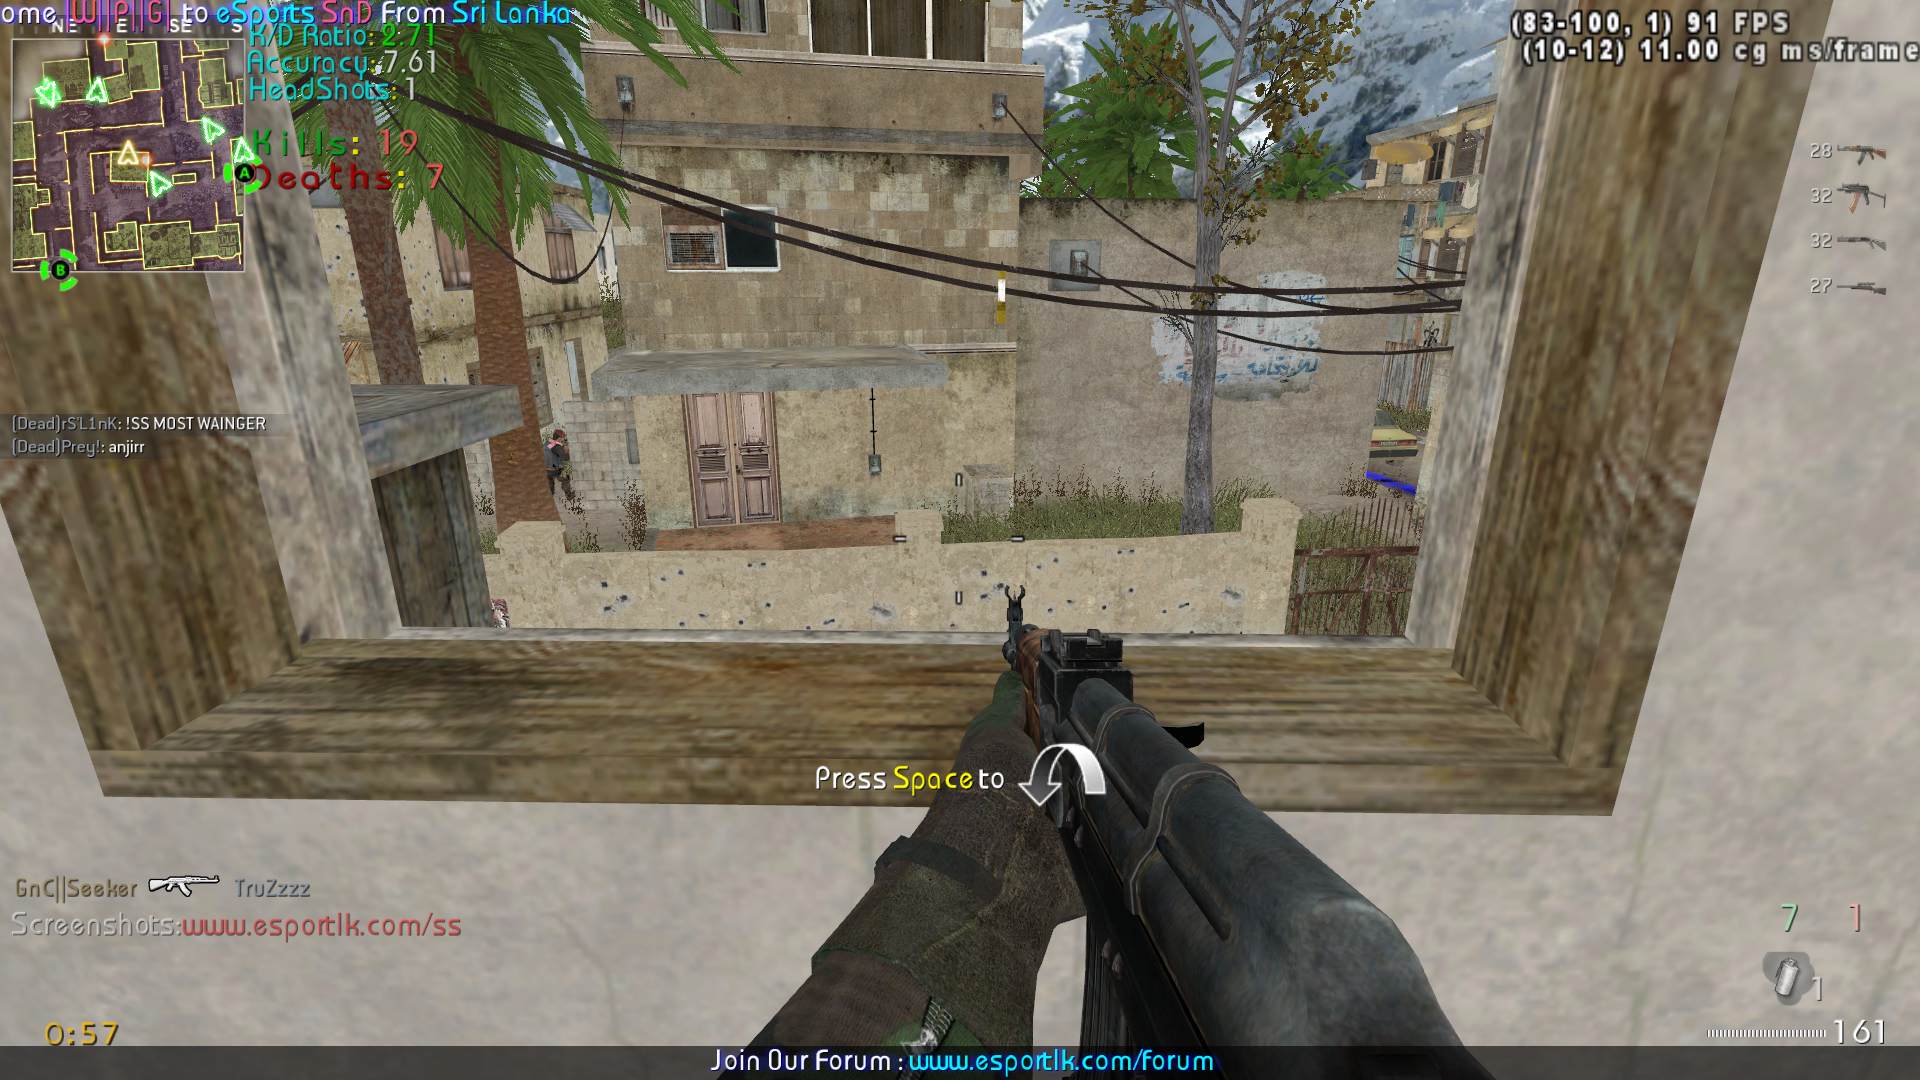 ome |W||P||G| to eSports SnD From Sri Lanka
NE E SE S
K/D Ratio: 2.71
Accuracy: 7.61
HeadShots: 1
Kills: 19
Deaths: 7
A
B
(83-100, 1) 91 FPS
(10-12) 11.00 cg ms/frame
28
32
32
27
(Dead)rS'L1nK: !SS MOST WAINGER
(Dead)Prey!: anjirr
Press Space to
GnC||Seeker TruZzzz
Screenshots:www.esportlk.com/ss
7 1
1
0:57
161
Join Our Forum : www.esportlk.com/forum